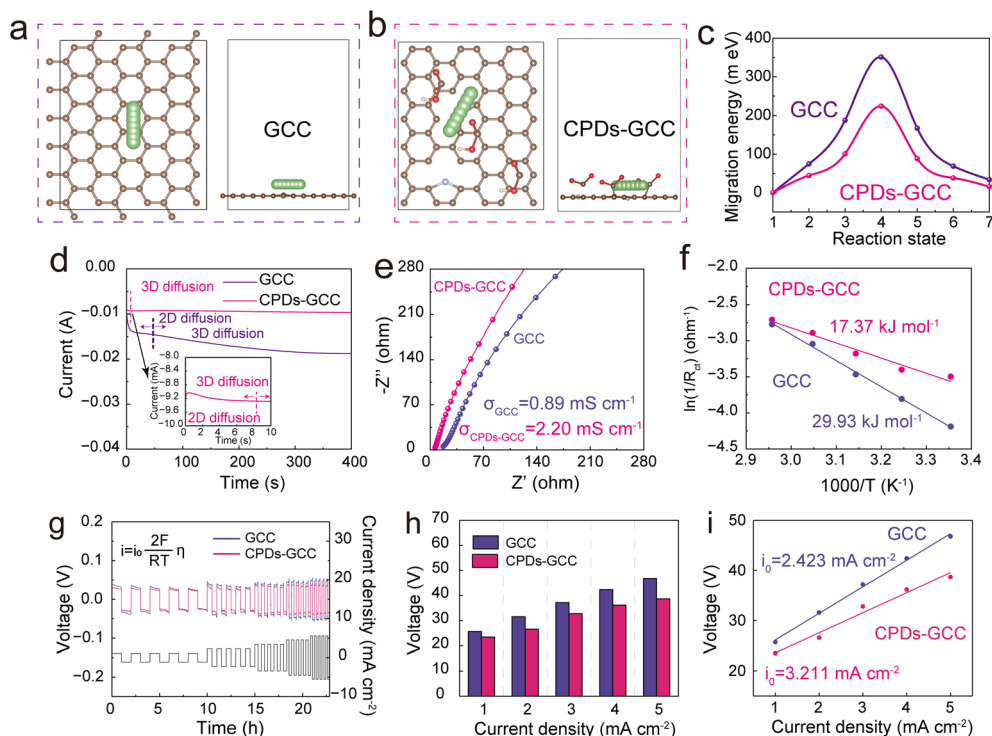 a
GCC
b
CPDs-GCC
c
Migration energy (m eV)
400
300
200
100
0
GCC
CPDs-GCC
1 2 3 4 5 6 7
Reaction state
d
Current (A)
0.00
−0.01
−0.02
−0.03
−0.04
GCC
CPDs-GCC
3D diffusion
2D diffusion
3D diffusion
Current (mA)
−8.0
−8.4
−8.8
−9.2
−9.6
−10.0
3D diffusion
2D diffusion
0 2 4 6 8 10
Time (s)
0 100 200 300 400
Time (s)
e
-Z'' (ohm)
280
210
140
70
0
CPDs-GCC
GCC
σGCC=0.89 mS cm-1
σCPDs-GCC=2.20 mS cm-1
70 140 210 280
Z' (ohm)
f
ln(1/Rct) (ohm-1)
−2.0
−2.5
−3.0
−3.5
−4.0
−4.5
CPDs-GCC
17.37 kJ mol-1
GCC
29.93 kJ mol-1
2.9 3.0 3.1 3.2 3.3 3.4
1000/T (K-1)
g
Voltage (V)
0.2
0.1
0.0
−0.1
−0.2
i=i0 2F/RT η
GCC
CPDs-GCC
30
20
10
0
−5
−10
Current density (mA cm-2)
0 5 10 15 20
Time (h)
h
Voltage (V)
70
60
50
40
30
20
10
0
GCC
CPDs-GCC
1 2 3 4 5
Current density (mA cm-2)
i
Voltage (V)
50
40
30
20
GCC
i0=2.423 mA cm-2
CPDs-GCC
i0=3.211 mA cm-2
1 2 3 4 5
Current density (mA cm-2)